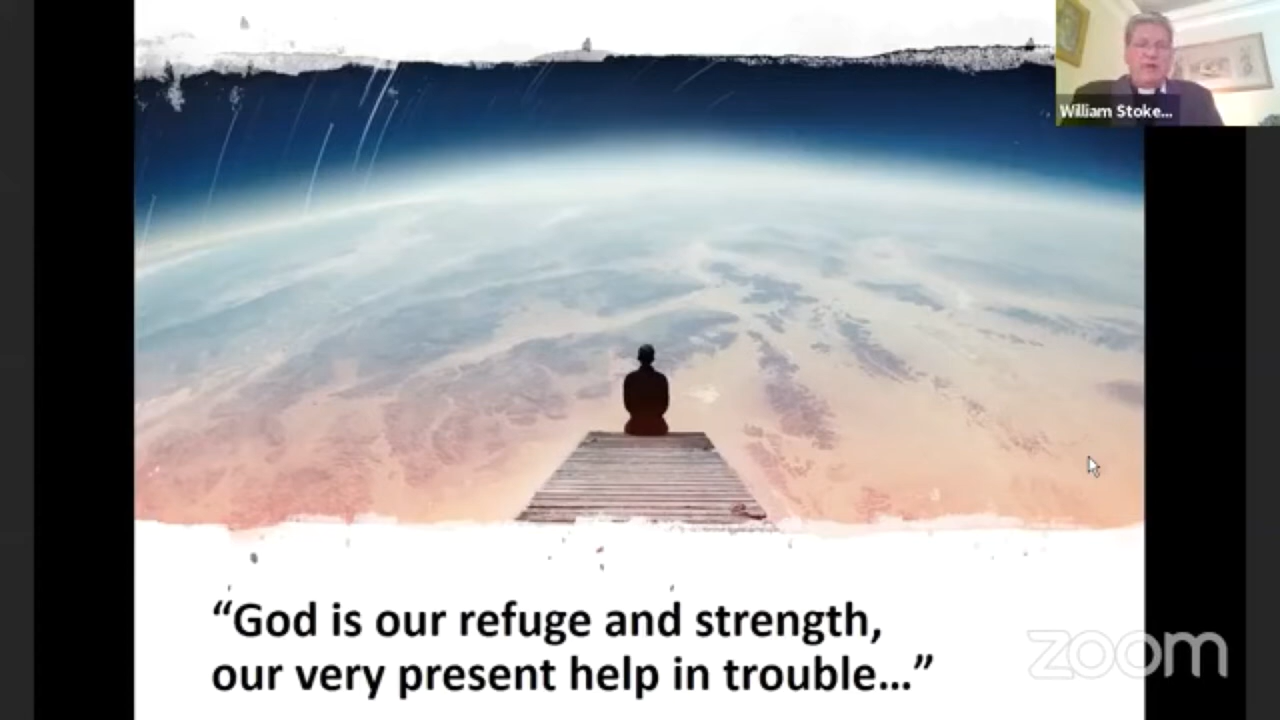 William Stoke...
“God is our refuge and strength,
our very present help in trouble...”
zoom